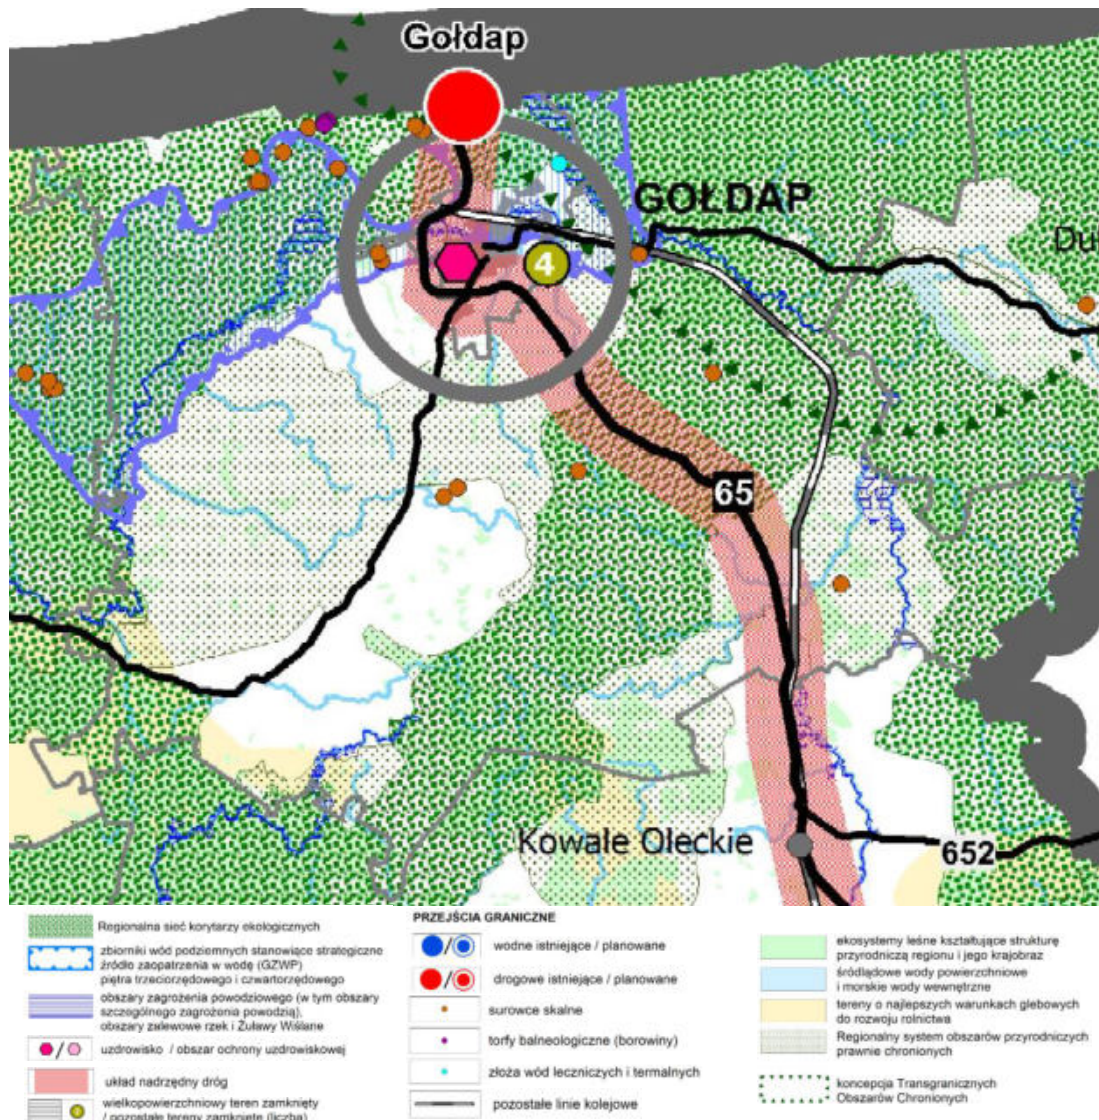 Gołdap
GOŁDAP
Du
4
65
Kowale Oleckie
652
Regionalna sieć korytarzy ekologicznych
zbiorniki wód podziemnych stanowiące strategiczne
źródło zaopatrzenia w wodę (GZWP)
piętra trzeciorzędowego i czwartorzędowego
obszary zagrożenia powodziowego (w tym obszary
szczególnego zagrożenia powodzią),
obszary zalewowe rzek i Żuławy Wiślane
uzdrowisko / obszar ochrony uzdrowiskowej
układ nadrzędny dróg
wielkopowierzchniowy teren zamknięty
/ pozostałe tereny zamknięte (liczba)
PRZEJŚCIA GRANICZNE
wodne istniejące / planowane
drogowe istniejące / planowane
surowce skalne
torfy balneologiczne (borowiny)
złoża wód leczniczych i termalnych
pozostałe linie kolejowe
ekosystemy leśne kształtujące strukturę
przyrodniczą regionu i jego krajobraz
śródlądowe wody powierzchniowe
i morskie wody wewnętrzne
tereny o najlepszych warunkach glebowych
do rozwoju rolnictwa
Regionalny system obszarów przyrodniczych
prawnie chronionych
koncepcja Transgranicznych
Obszarów Chronionych